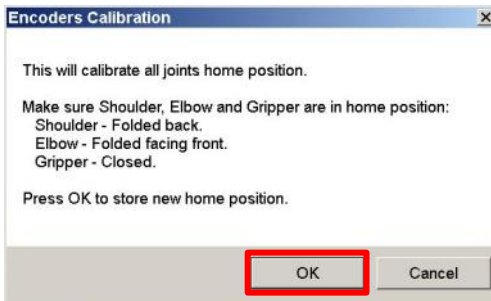 Encoders Calibration
This will calibrate all joints home position.
Make sure Shoulder, Elbow and Gripper are in home position:
Shoulder - Folded back.
Elbow - Folded facing front.
Gripper - Closed.
Press OK to store new home position.
OK
Cancel